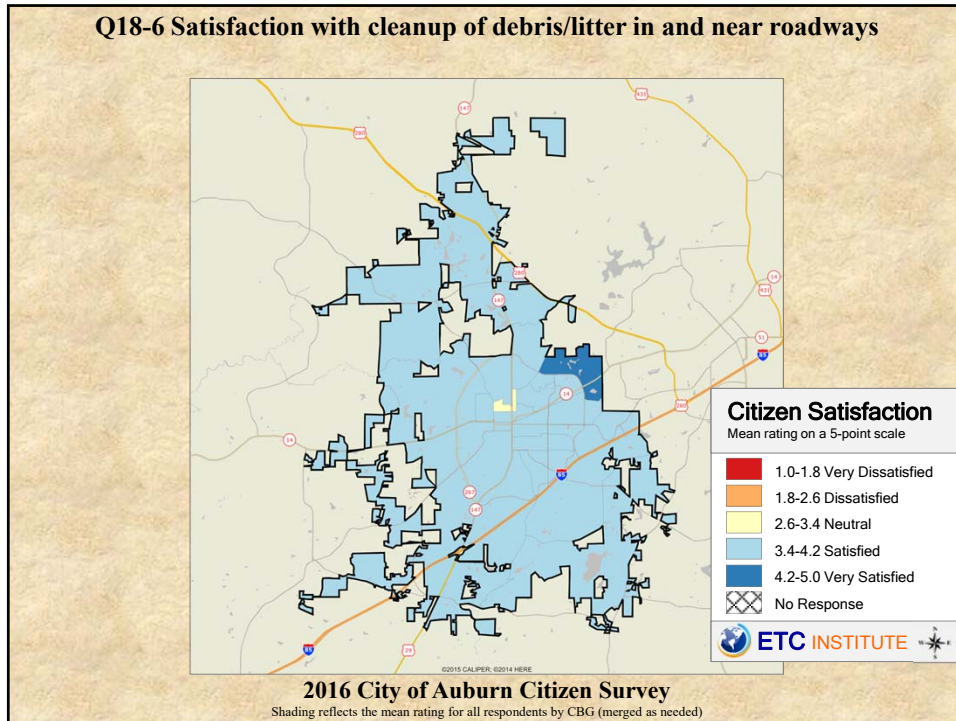 Q18-6 Satisfaction with cleanup of debris/litter in and near roadways
147
431
280
280
147
14
431
51
85
14
280
14
85
267
147
85
29
Citizen Satisfaction
Mean rating on a 5-point scale
1.0-1.8 Very Dissatisfied
1.8-2.6 Dissatisfied
2.6-3.4 Neutral
3.4-4.2 Satisfied
4.2-5.0 Very Satisfied
No Response
ETC INSTITUTE
N
W E
S
©2015 CALIPER; ©2014 HERE
2016 City of Auburn Citizen Survey
Shading reflects the mean rating for all respondents by CBG (merged as needed)